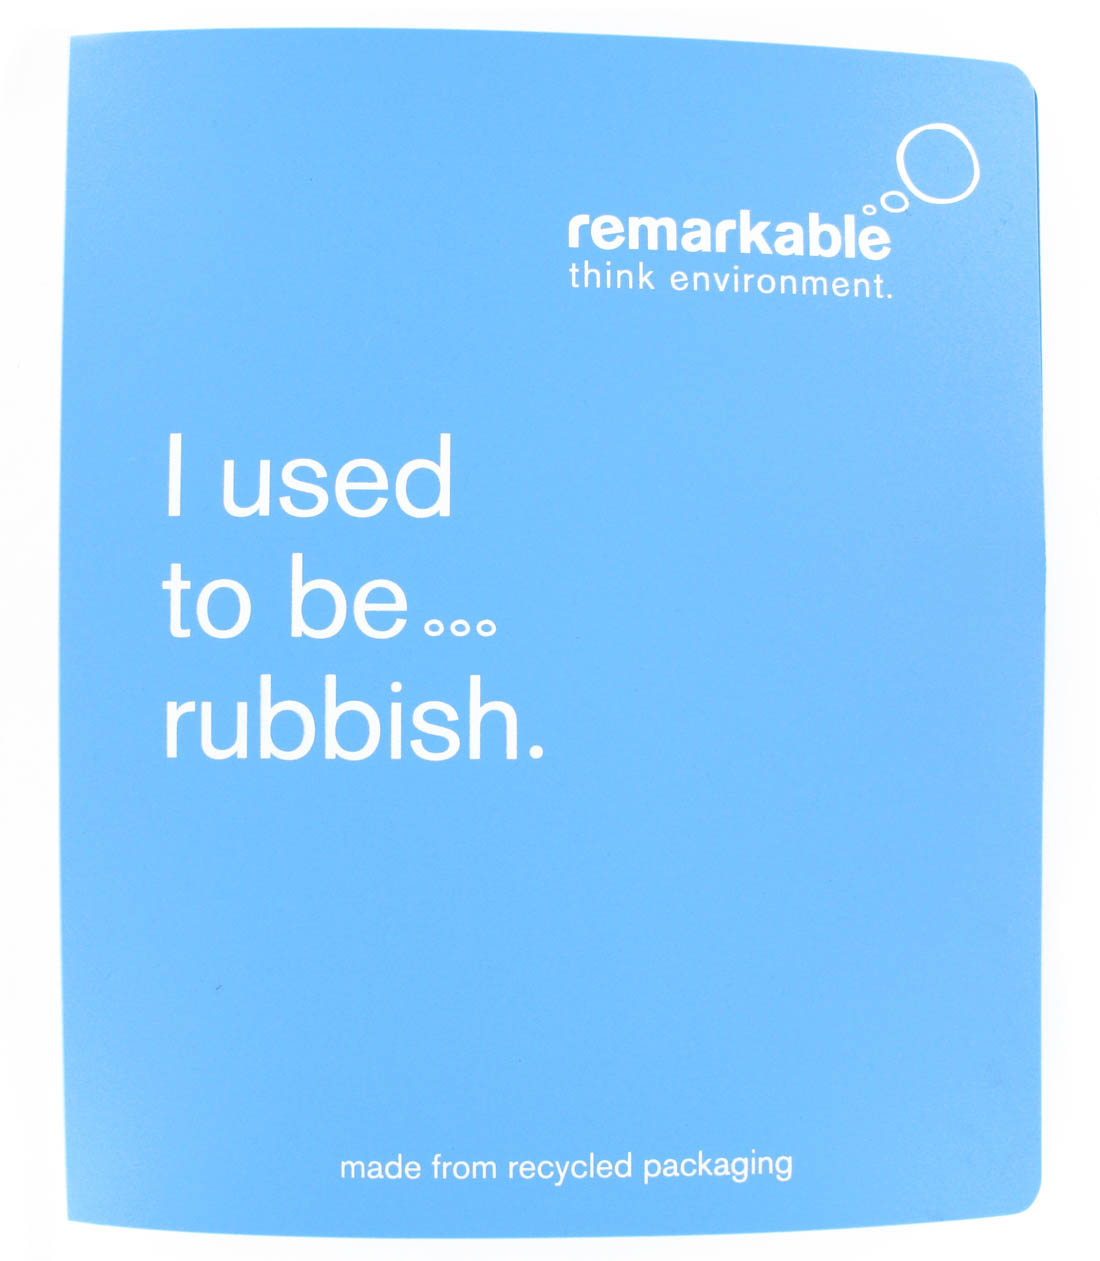 remarkable
think environment.
I used
to be...
rubbish.
made from recycled packaging